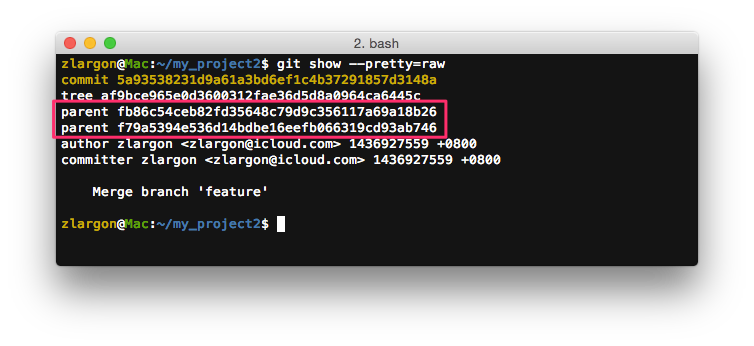 2. bash
zlargon@Mac:~/my_project2$ git show --pretty=raw
commit 5a93538231d9a61a3bd6ef1c4b37291857d3148a
tree af9bce965e0d3600312fae36d5d8a0964ca6445c
parent fb86c54ceb82fd35648c79d9c356117a69a18b26
parent f79a5394e536d14bdbe16eefb066319cd93ab746
author zlargon <zlargon@icloud.com> 1436927559 +0800
committer zlargon <zlargon@icloud.com> 1436927559 +0800
Merge branch 'feature'
zlargon@Mac:~/my_project2$